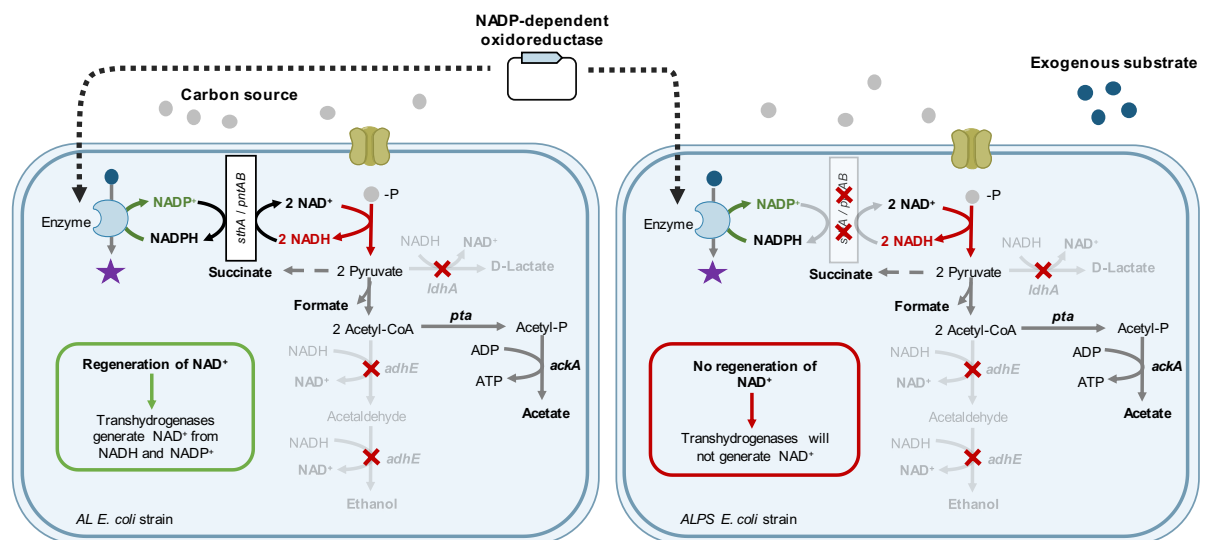 NADP-dependent
oxidoreductase
Carbon source
Exogenous substrate
Enzyme
NADP⁺
NADPH
sthA / pntAB
2 NAD⁺
2 NADH
-P
Succinate
2 Pyruvate
NADH
NAD⁺
D-Lactate
ldhA
Formate
2 Acetyl-CoA
pta
Acetyl-P
NADH
NAD⁺
adhE
ADP
ATP
ackA
Acetate
Acetaldehyde
NADH
NAD⁺
adhE
Ethanol
Regeneration of NAD⁺
Transhydrogenases
generate NAD⁺ from
NADH and NADP⁺
AL E. coli strain
Enzyme
NADP⁺
NADPH
sthA / pntAB
2 NAD⁺
2 NADH
-P
Succinate
2 Pyruvate
NADH
NAD⁺
D-Lactate
ldhA
Formate
2 Acetyl-CoA
pta
Acetyl-P
NADH
NAD⁺
adhE
ADP
ATP
ackA
Acetate
Acetaldehyde
NADH
NAD⁺
adhE
Ethanol
No regeneration of
NAD⁺
Transhydrogenases will
not generate NAD⁺
ALPS E. coli strain